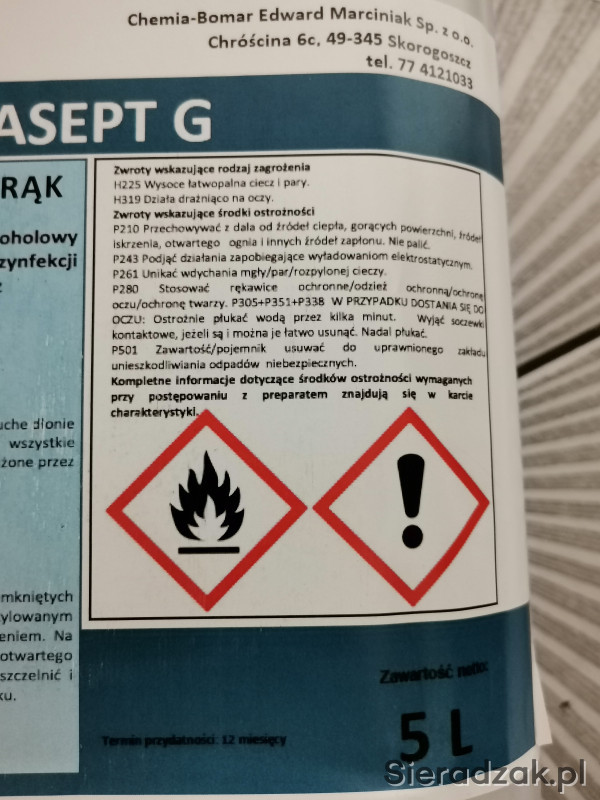 Chemia-Bomar Edward Marciniak Sp. z o.o.
Chróścina 6c, 49-345 Skorogoszcz
tel. 77 4121033
ASEPT G
RĄK
oholowy
zynfekcji
uche dłonie
wszystkie
żone przez
mkniętych
ylowanym
eniem. Na
otwartego
szczelnić i
ku.
Zwroty wskazujące rodzaj zagrożenia
H225 Wysoce łatwopalna ciecz i pary.
H319 Działa drażniąco na oczy.
Zwroty wskazujące środki ostrożności
P210 Przechowywać z dala od źródeł ciepła, gorących powierzchni, źródeł
iskrzenia, otwartego ognia i innych źródeł zapłonu. Nie palić.
P243 Podjąć działania zapobiegające wyładowaniom elektrostatycznym.
P261 Unikać wdychania mgły/par/rozpylonej cieczy.
P280 Stosować rękawice ochronne/odzież ochronną/ochronę
oczu/ochronę twarzy. P305+P351+P338 W PRZYPADKU DOSTANIA SIĘ DO
OCZU: Ostrożnie płukać wodą przez kilka minut. Wyjąć soczewki
kontaktowe, jeżeli są i można je łatwo usunąć. Nadal płukać.
P501 Zawartość/pojemnik usuwać do uprawnionego zakładu
unieszkodliwiania odpadów niebezpiecznych.
Kompletne informacje dotyczące środków ostrożności wymaganych
przy postępowaniu z preparatem znajdują się w karcie
charakterystyki.
Zawartość netto:
5 L
Termin przydatności: 12 miesięcy
Sieradzak.pl